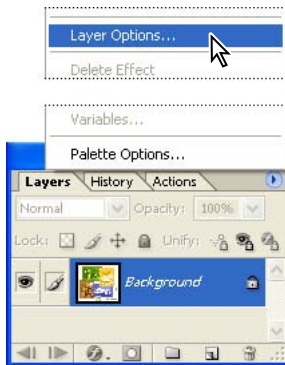 Layer Options...
Delete Effect
Variables...
Palette Options...
Layers History Actions
Normal Opacity: 100%
Lock: Unify:
Background